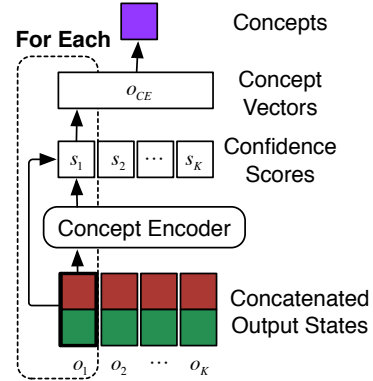 Concepts
For Each
o_CE
Concept
Vectors
s_1 s_2 ... s_K
Confidence
Scores
Concept Encoder
Concatenated
Output States
o_1 o_2 ... o_K